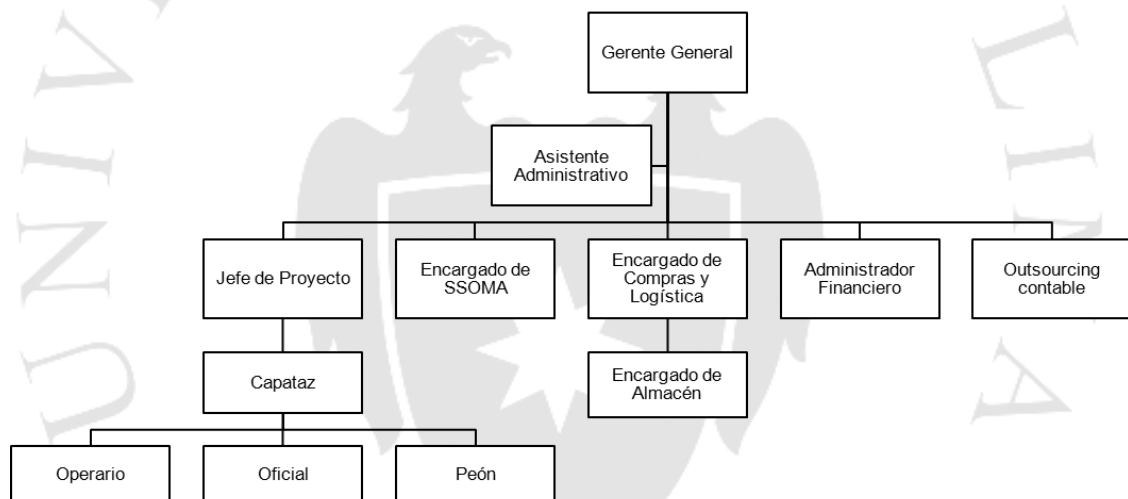 Gerente General
Asistente
Administrativo
Jefe de Proyecto
Encargado de
SSOMA
Encargado de
Compras y
Logística
Administrador
Financiero
Outsourcing
contable
Capataz
Encargado de
Almacén
Operario
Oficial
Peón